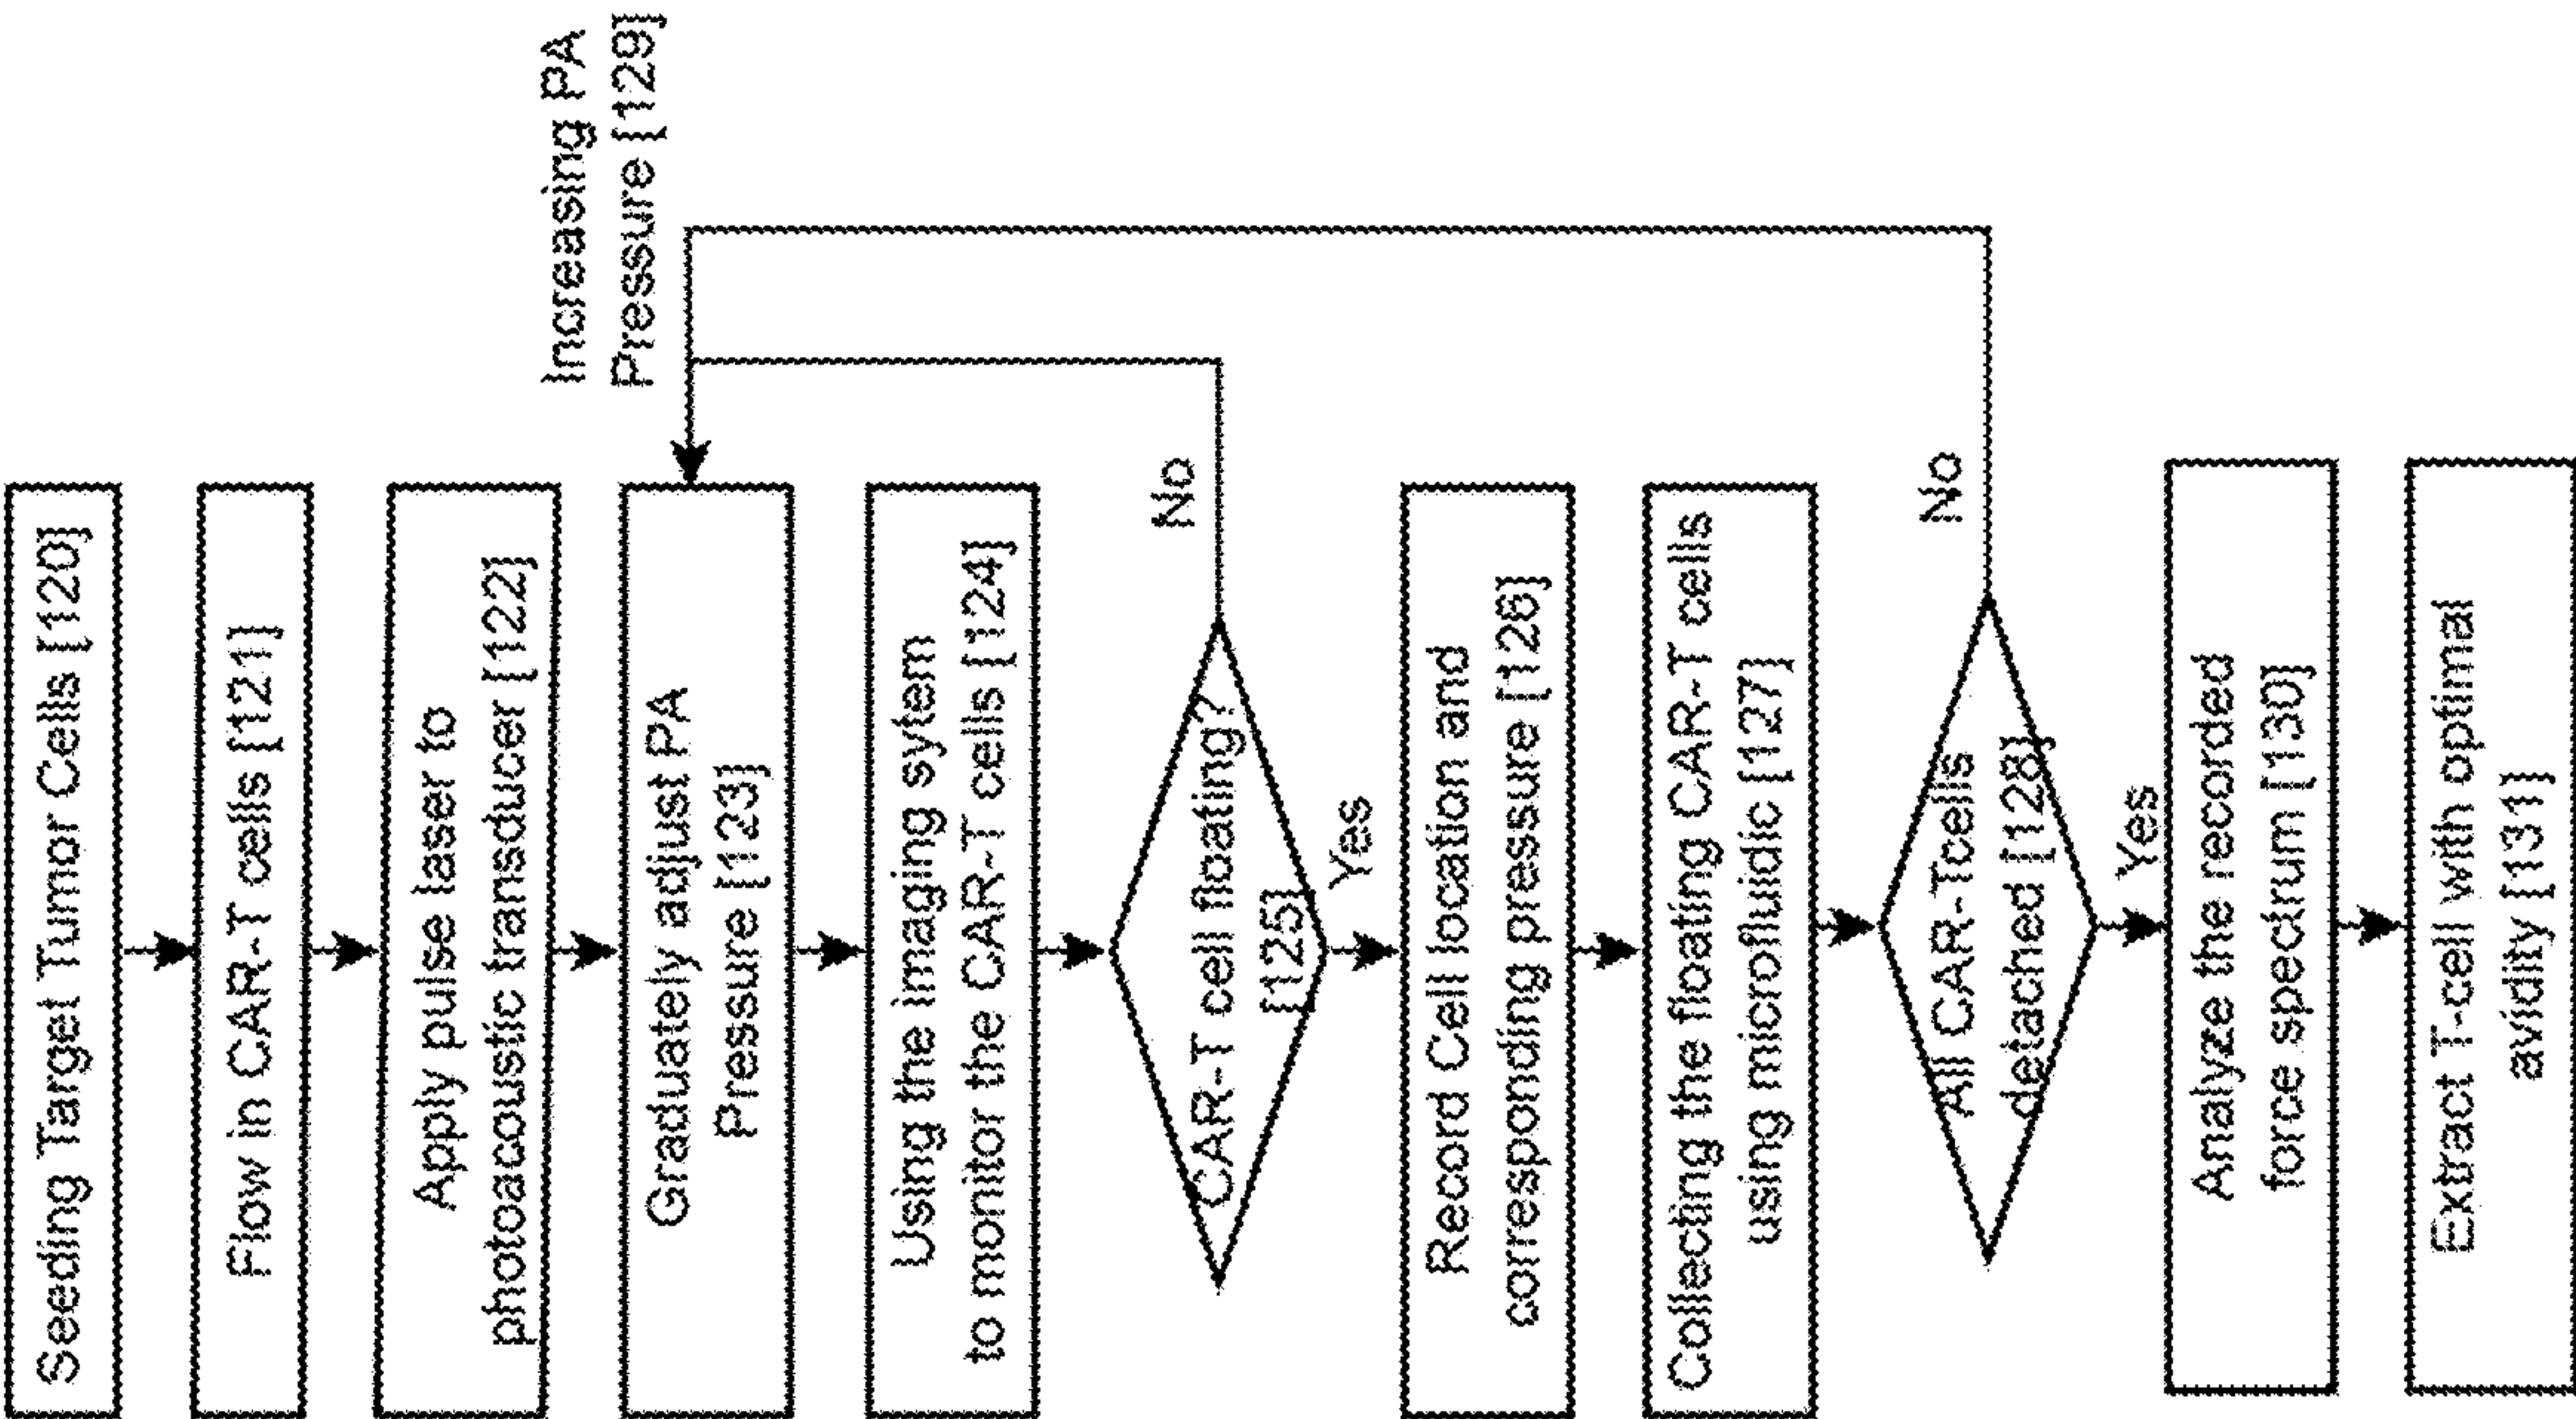 Seeding Target Tumor Cells [120]
Flow in CAR-T cells [121]
Apply pulse laser to
photoacoustic transducer [122]
Increasing PA
Pressure [129]
Graduately adjust PA
Pressure [123]
Using the imaging sytem
to monitor the CAR-T cells [124]
CAR-T cell floating?
[125]
No
Yes
Record Cell location and
corresponding pressure [126]
Collecting the floating CAR-T cells
using microfluidic [127]
All CAR-Tcells
detached [128]
No
Yes
Analyze the recorded
force spectrum [130]
Extract T-cell with optimal
avidity [131]